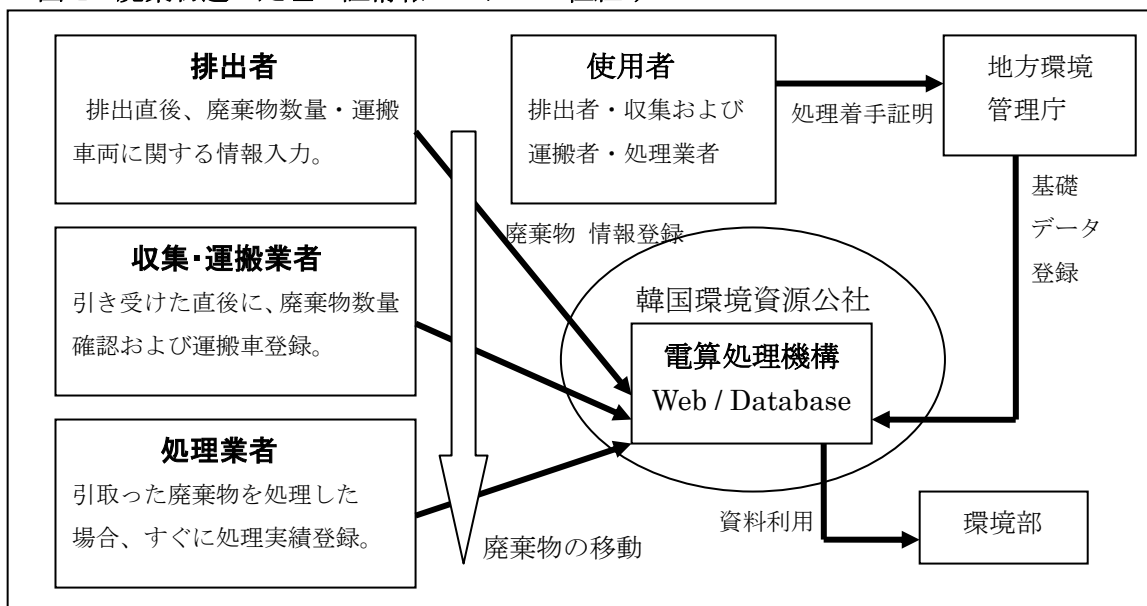 排出者
排出直後、廃棄物数量・運搬
車両に関する情報入力。
使用者
排出者・収集および
運搬者・処理業者
処理着手証明
地方環境
管理庁
基礎
データ
登録
廃棄物 情報登録
収集・運搬業者
引き受けた直後に、廃棄物数量
確認および運搬車登録。
韓国環境資源公社
電算処理機構
Web / Database
処理業者
引取った廃棄物を処理した
場合、すぐに処理実績登録。
廃棄物の移動
資料利用
環境部